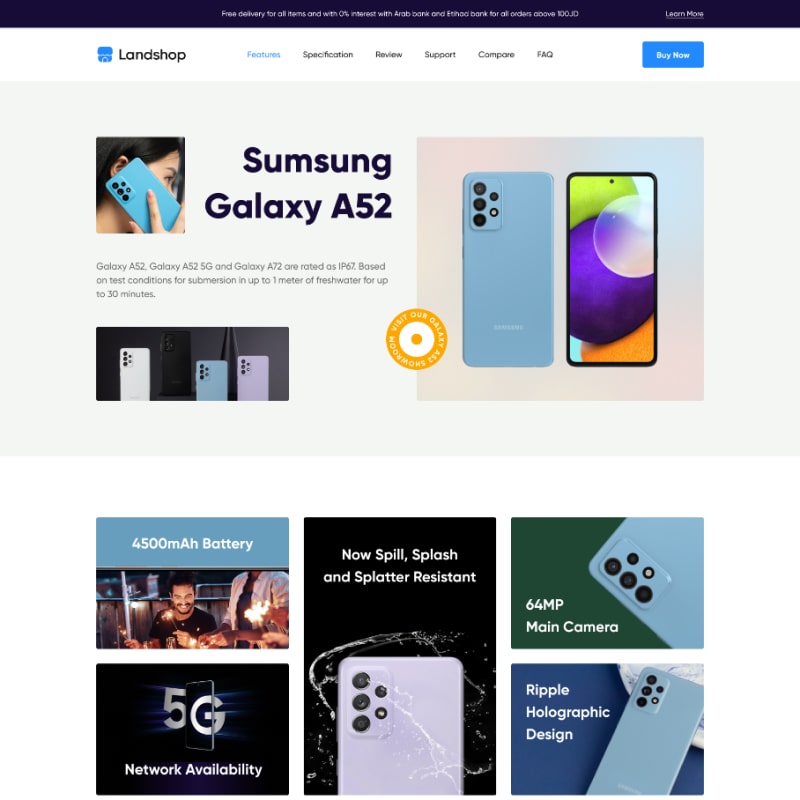 Free delivery for all items and with 0% interest with Arab bank and Etihad bank for all orders above 100JD
Learn More
Landshop
Features
Specification
Review
Support
Compare
FAQ
Buy Now
Sumsung
Galaxy A52
Galaxy A52, Galaxy A52 5G and Galaxy A72 are rated as IP67. Based
on test conditions for submersion in up to 1 meter of freshwater for up
to 30 minutes.
SAMSUNG
VISIT OUR GALAXY A52 SHOWROOM
4500mAh Battery
Now Spill, Splash
and Splatter Resistant
64MP
Main Camera
5G
Network Availability
Ripple
Holographic
Design
SAMSUNG